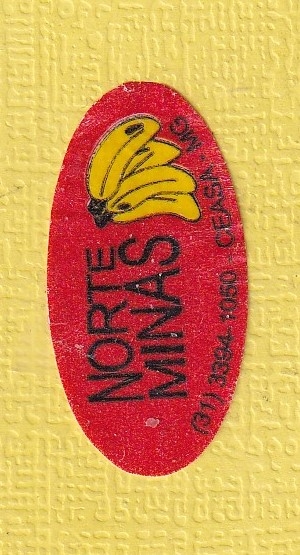 NORTE
MINAS
(31) 3394-1050 - CEASA - MG